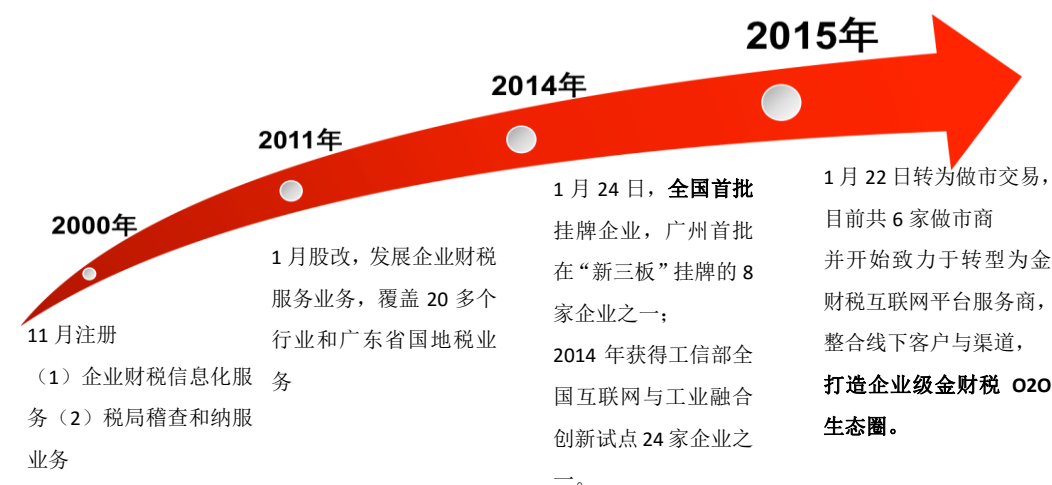 2000年
11 月注册
（1）企业财税信息化服
务（2）税局稽查和纳服
业务
2011年
1 月股改，发展企业财税
服务业务，覆盖 20 多个
行业和广东省国地税业
务
2014年
1 月 24 日，全国首批
挂牌企业，广州首批
在“新三板”挂牌的 8
家企业之一；
2014 年获得工信部全
国互联网与工业融合
创新试点 24 家企业之
一。
2015年
1 月 22 日转为做市交易，
目前共 6 家做市商
并开始致力于转型为金
财税互联网平台服务商，
整合线下客户与渠道，
打造企业级金财税 O2O
生态圈。